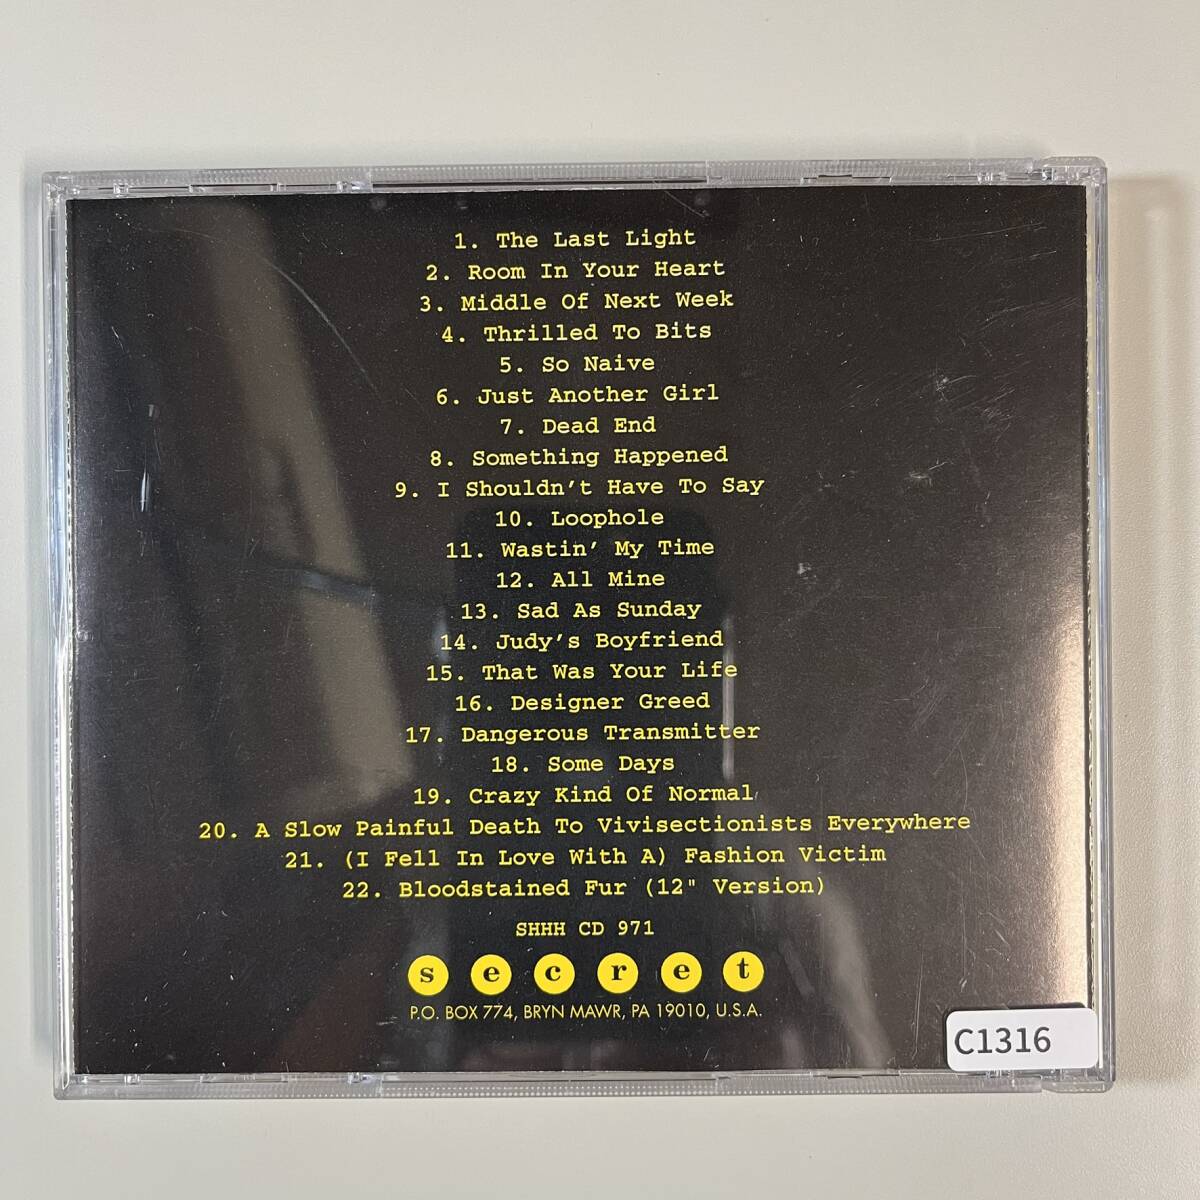 1. The Last Light
2. Room In Your Heart
3. Middle Of Next Week
4. Thrilled To Bits
5. So Naive
6. Just Another Girl
7. Dead End
8. Something Happened
9. I Shouldn't Have To Say
10. Loophole
11. Wastin' My Time
12. All Mine
13. Sad As Sunday
14. Judy's Boyfriend
15. That Was Your Life
16. Designer Greed
17. Dangerous Transmitter
18. Some Days
19. Crazy Kind Of Normal
20. A Slow Painful Death To Vivisectionists Everywhere
21. (I Fell In Love With A) Fashion Victim
22. Bloodstained Fur (12" Version)
SHHH CD 971
secret
P.O. BOX 774, BRYN MAWR, PA 19010, U.S.A.
C1316